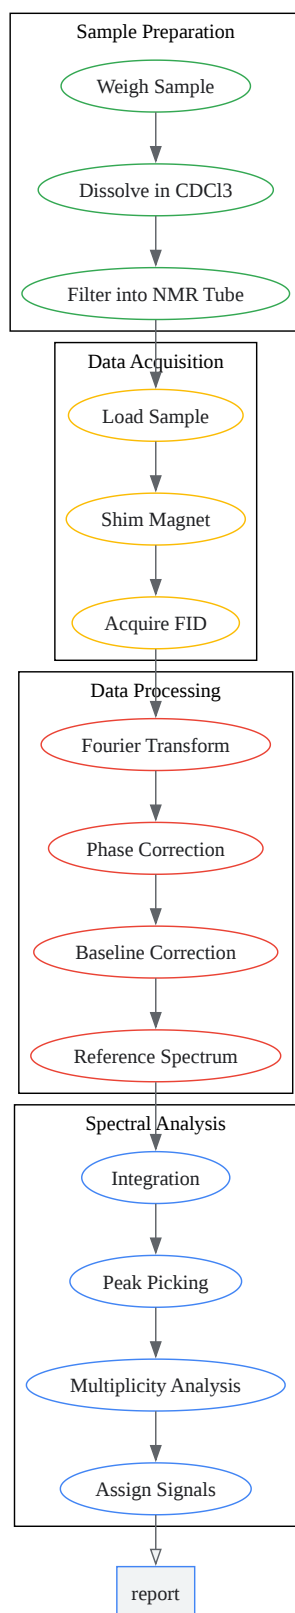 Sample Preparation
Weigh Sample
Dissolve in CDCl3
Filter into NMR Tube
Data Acquisition
Load Sample
Shim Magnet
Acquire FID
Data Processing
Fourier Transform
Phase Correction
Baseline Correction
Reference Spectrum
Spectral Analysis
Integration
Peak Picking
Multiplicity Analysis
Assign Signals
report